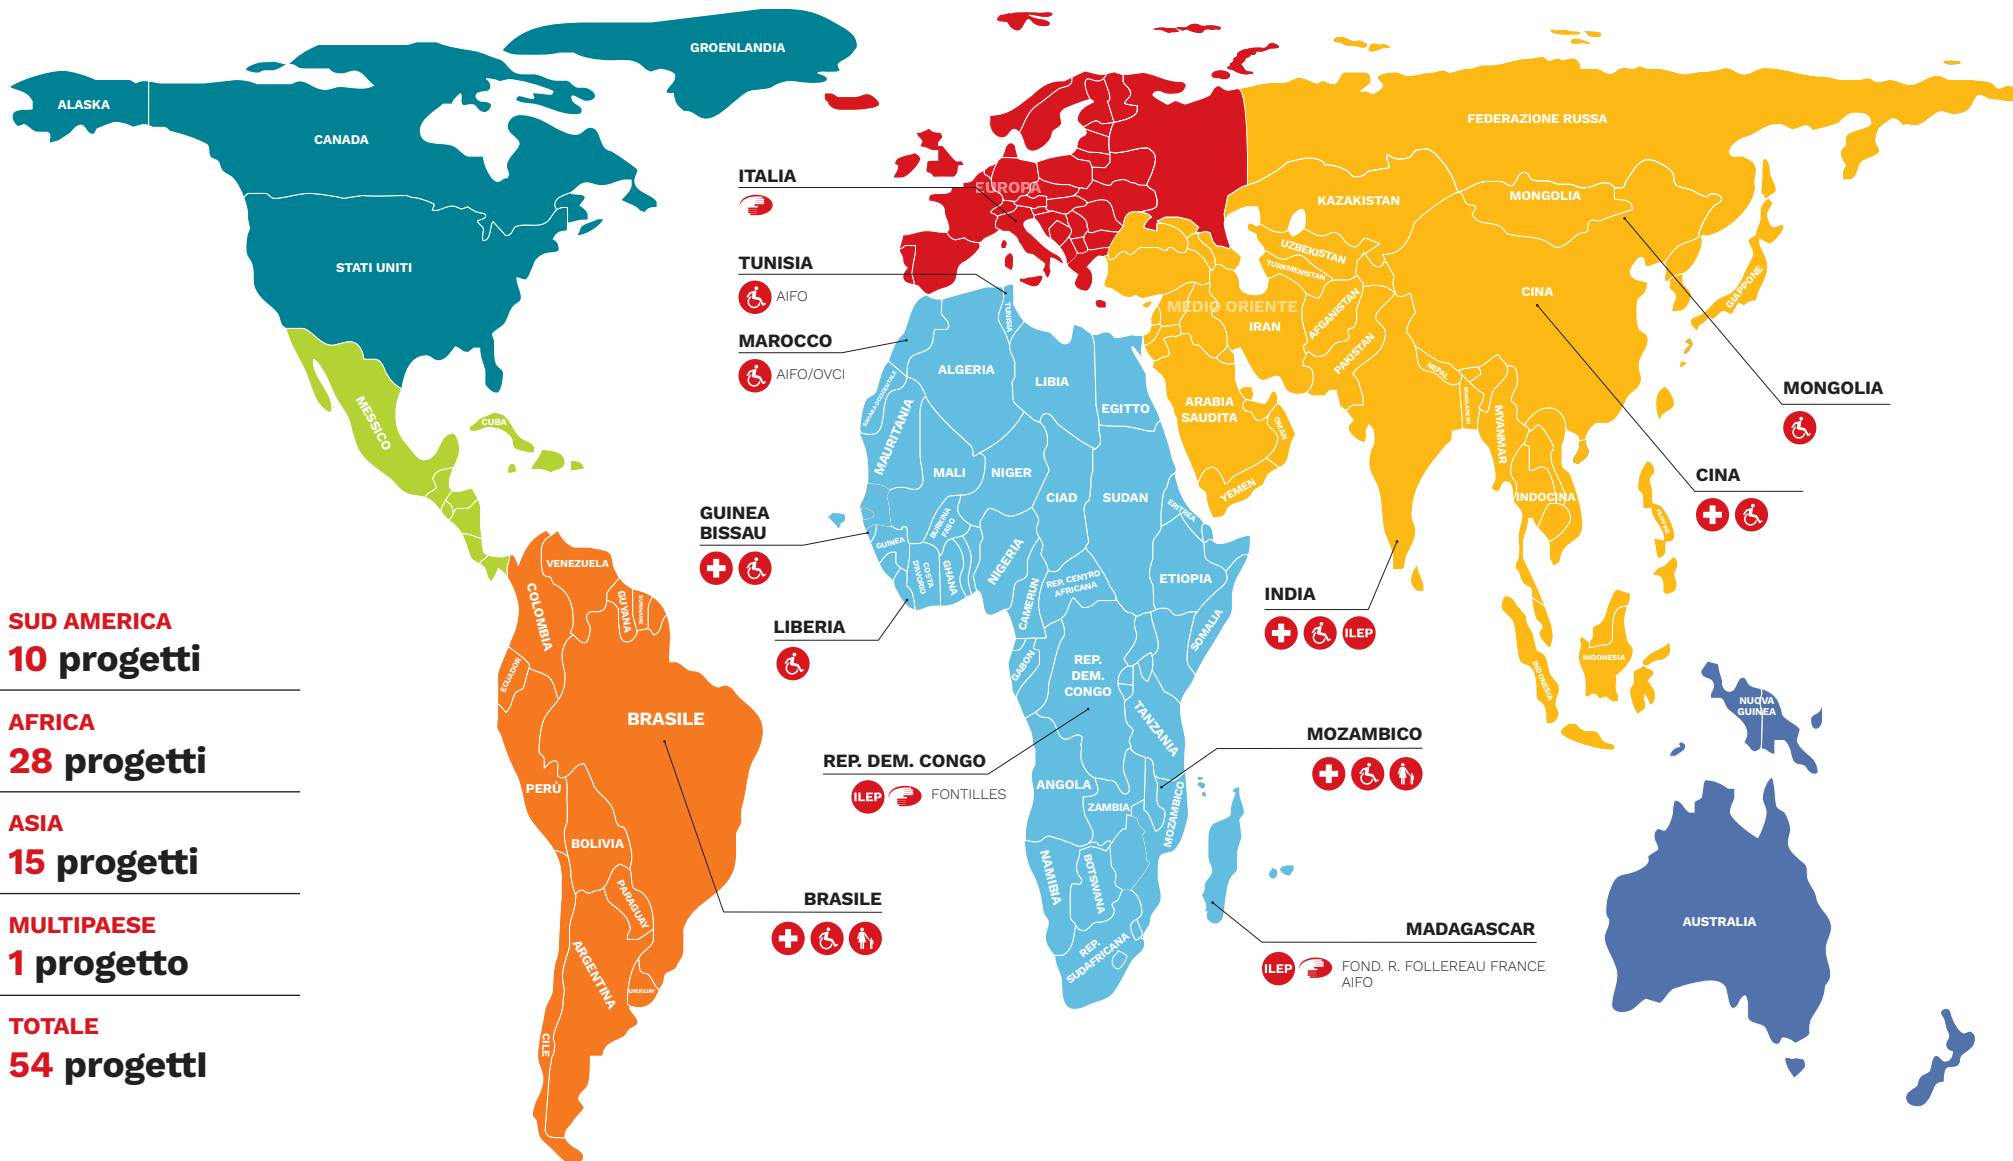 GROENLANDIA
ALASKA
CANADA
STATI UNITI
MESSICO
CUBA
FEDERAZIONE RUSSA
KAZAKISTAN
MONGOLIA
UZBEKISTAN
TURKMENISTAN
CINA
GIAPPONE
EUROPA
MEDIO ORIENTE
IRAN
AFGANISTAN
PAKISTAN
NEPAL
BANGLADESH
MYANMAR
INDOCINA
FILIPPINE
INDONESIA
INDONESIA
ARABIA
SAUDITA
OMAN
YEMEN
ITALIA
TUNISIA
AIFO
MAROCCO
AIFO/OVCI
TUNISIA
ALGERIA
LIBIA
EGITTO
SAHARA OCCIDENTALE
MAURITANIA
MALI
NIGER
CIAD
SUDAN
ERITREA
GUINEA
BURKINA
FASO
COSTA
D'AVORIO
GHANA
NIGERIA
CAMERUN
REP. CENTRO
AFRICANA
ETIOPIA
SOMALIA
GABON
REP.
DEM.
CONGO
TANZANIA
ANGOLA
ZAMBIA
MOZAMBICO
NAMIBIA
BOTSWANA
REP.
SUDAFRICANA
GUINEA
BISSAU
LIBERIA
REP. DEM. CONGO
ILEP
FONTILLES
MOZAMBICO
MADAGASCAR
ILEP
FOND. R. FOLLEREAU FRANCE
AIFO
INDIA
ILEP
MONGOLIA
CINA
VENEZUELA
COLOMBIA
GUYANA
SURINAME
ECUADOR
BRASILE
PERÙ
BOLIVIA
PARAGUAY
ARGENTINA
URUGUAY
CILE
BRASILE
NUOVA
GUINEA
AUSTRALIA
SUD AMERICA
10 progetti
AFRICA
28 progetti
ASIA
15 progetti
MULTIPAESE
1 progetto
TOTALE
54 progettI